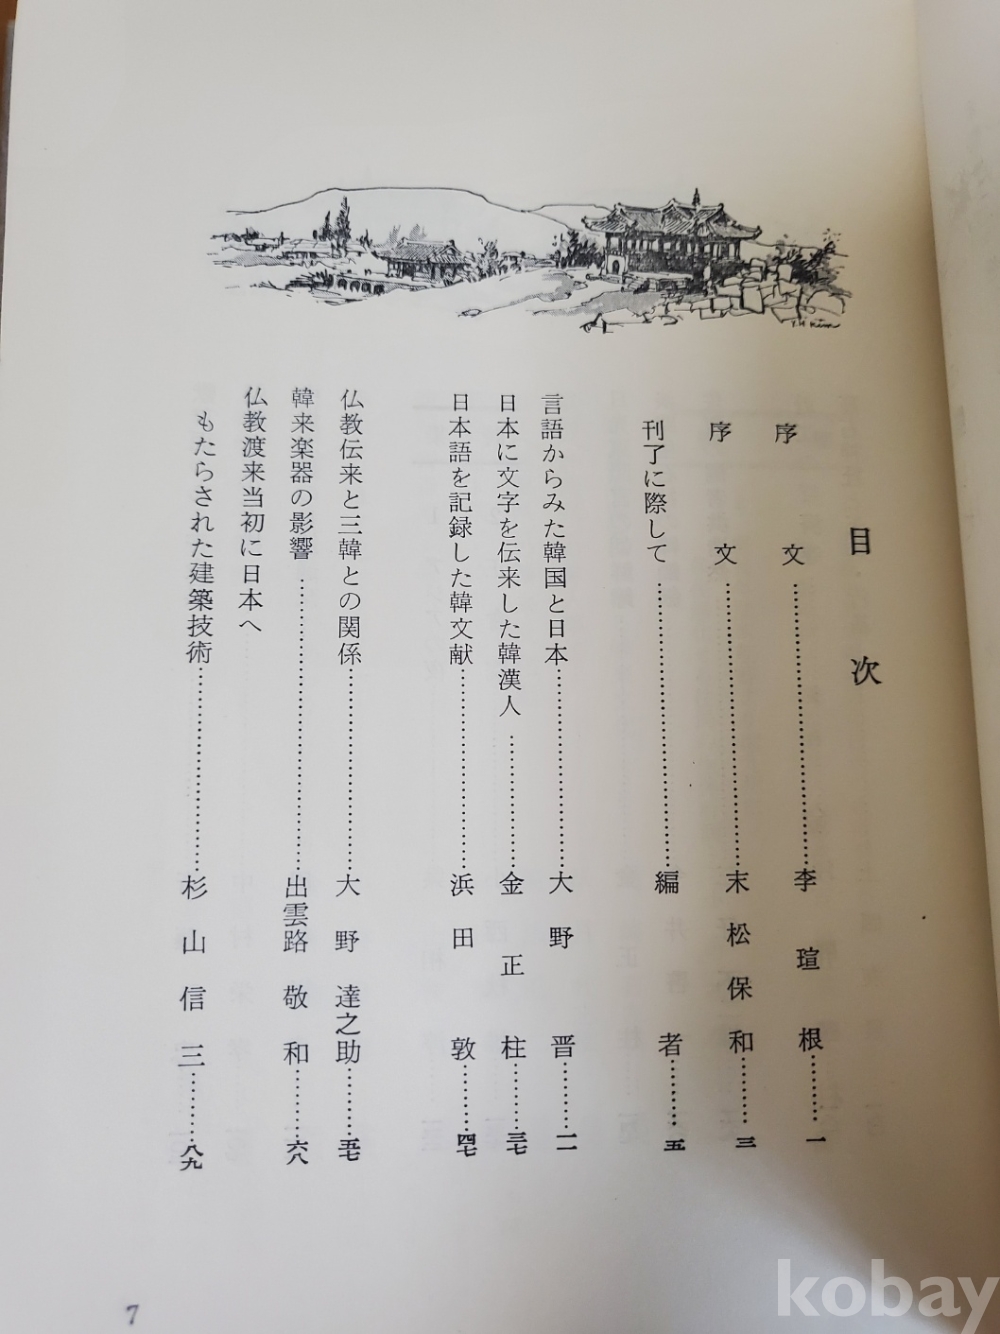 目次
序文……李瑄根……一
序文……末松保和……三
刊了に際して……編者……五
言語からみた韓国と日本……大野晋……一一
日本に文字を伝来した韓漢人……金正柱……三七
日本語を記録した韓文献……浜田敦……四七
仏教伝来と三韓との関係……大野達之助……五七
韓来楽器の影響……出雲路敬和……六八
仏教渡来当初に日本へ
もたらされた建築技術……杉山信三……八九
7
kobay